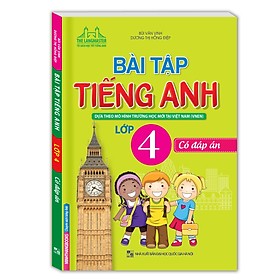 THE LANGMASTER
BÙI VĂN VINH
DƯƠNG THỊ HỒNG ĐIỆP
BÀI TẬP
TIẾNG ANH
DỰA THEO MÔ HÌNH TRƯỜNG HỌC MỚI TẠI VIỆT NAM (VNEN)
LỚP 4
Có đáp án
NHÀ XUẤT BẢN ĐẠI HỌC QUỐC GIA HÀ NỘI
BÀI TẬP TIẾNG ANH
LỚP 4
Có đáp án